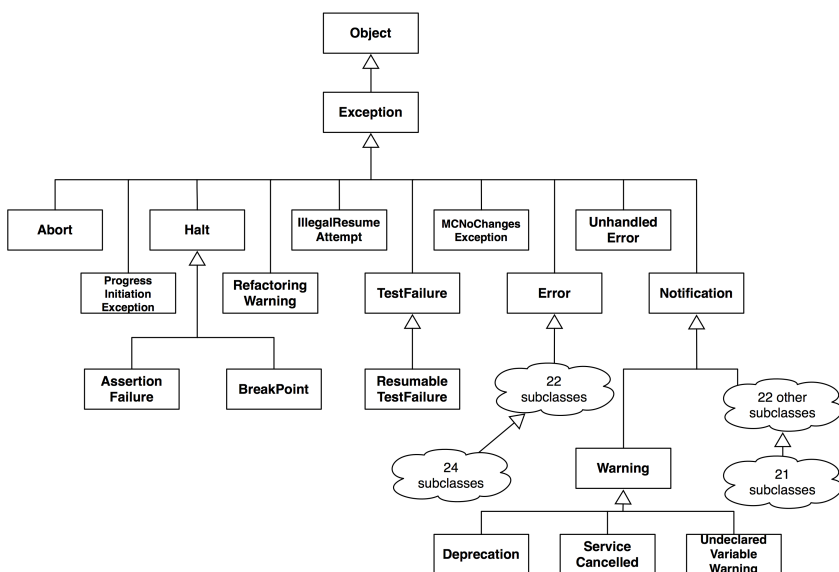 Object
Exception
Abort
Halt
IllegalResume
Attempt
MCNoChanges
Exception
Unhandled
Error
Progress
Initiation
Exception
Refactoring
Warning
TestFailure
Error
Notification
Assertion
Failure
BreakPoint
Resumable
TestFailure
22
subclasses
22 other
subclasses
24
subclasses
Warning
21
subclasses
Deprecation
Service
Cancelled
Undeclared
Variable
Warning